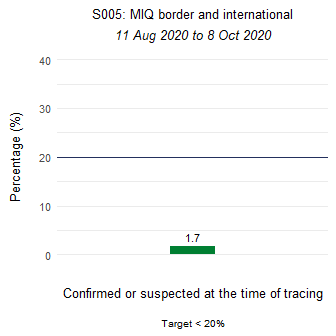 S005: MIQ border and international
11 Aug 2020 to 8 Oct 2020
Percentage (%)
40
30
20
10
0
1.7
Confirmed or suspected at the time of tracing
Target < 20%